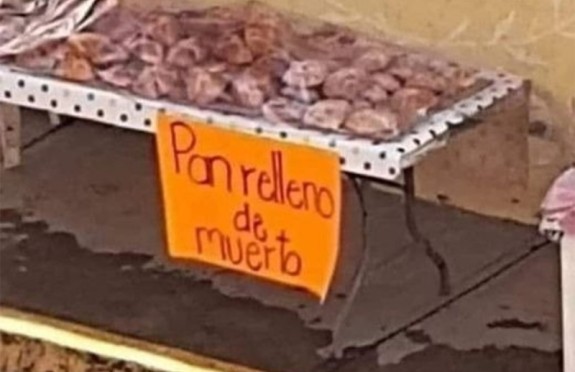 Pan relleno
de
muerto